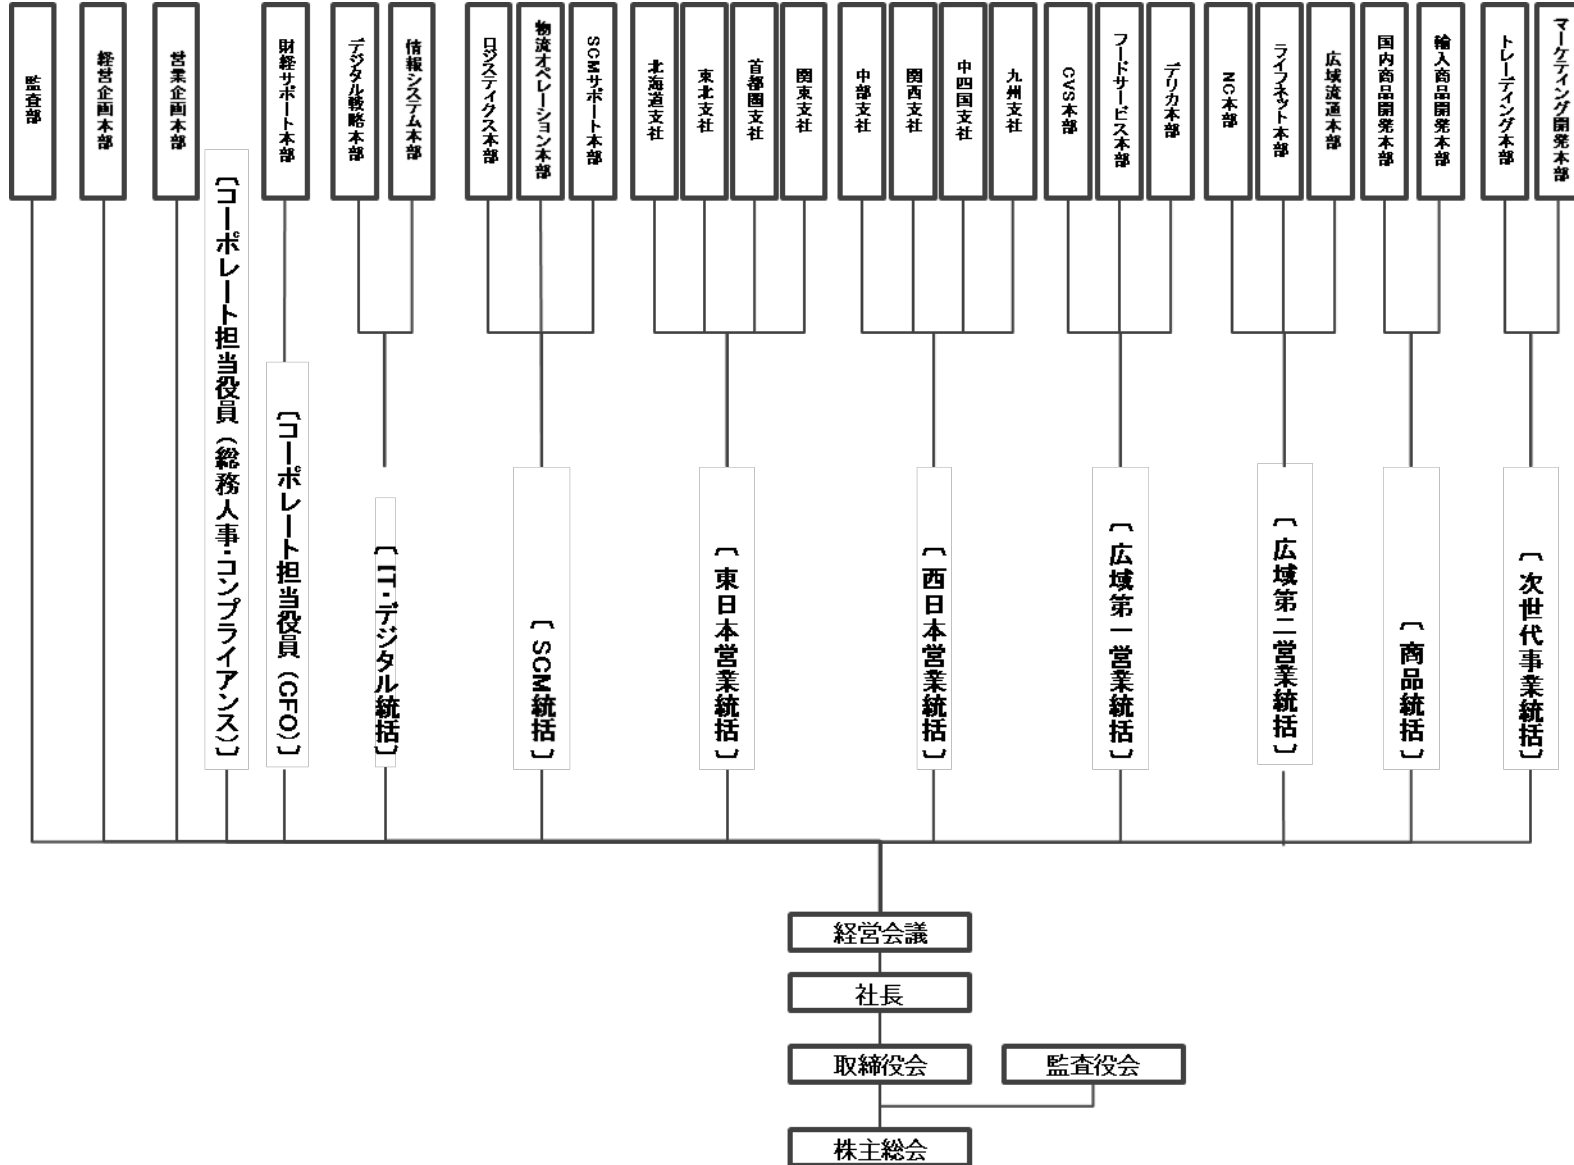 監査部
経営企画本部
営業企画本部
財経サポート本部
デジタル戦略本部
情報システム本部
ロジスティクス本部
物流オペレーション本部
SCMサポート本部
北海道支社
東北支社
首都圏支社
関東支社
中部支社
関西支社
中四国支社
九州支社
CVS本部
フードサービス本部
デリカ本部
NC本部
ライフネット本部
広域流通本部
国内商品開発本部
輸入商品開発本部
トレーディング本部
マーケティング開発本部
〔コーポレート担当役員（総務人事・コンプライアンス）〕
〔コーポレート担当役員（CFO）〕
〔IT・デジタル統括〕
〔 SCM統括 〕
〔 東日本営業統括 〕
〔 西日本営業統括 〕
〔 広域第一営業統括 〕
〔 広域第二営業統括 〕
〔 商品統括 〕
〔 次世代事業統括 〕
経営会議
社長
取締役会
監査役会
株主総会